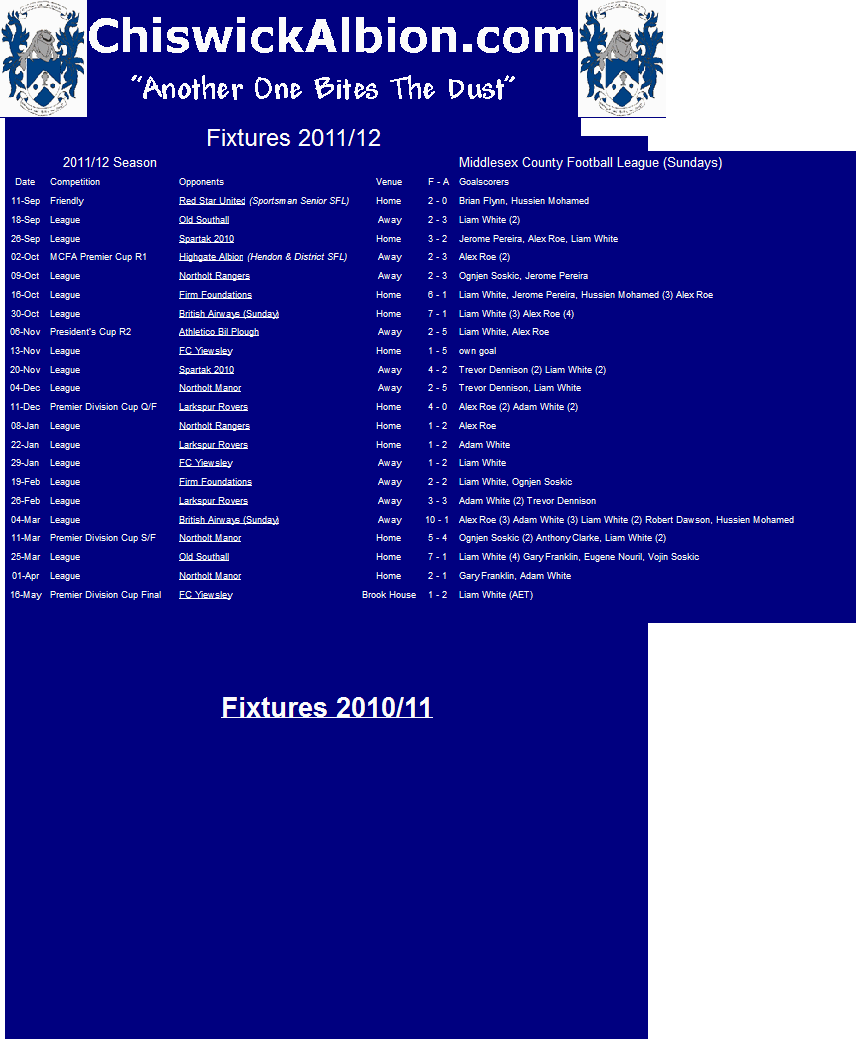 ChiswickAlbion.com
"Another One Bites The Dust"
Fixtures 2011/12
2011/12 Season Middlesex County Football League (Sundays)
Date Competition Opponents Venue F - A Goalscorers
11-Sep Friendly Red Star United (Sportsman Senior SFL) Home 2 - 0 Brian Flynn, Hussien Mohamed
18-Sep League Old Southall Away 2 - 3 Liam White (2)
26-Sep League Spartak 2010 Home 3 - 2 Jerome Pereira, Alex Roe, Liam White
02-Oct MCFA Premier Cup R1 Highgate Albion (Hendon & District SFL) Away 2 - 3 Alex Roe (2)
09-Oct League Northolt Rangers Away 2 - 3 Ognjen Soskic, Jerome Pereira
16-Oct League Firm Foundations Home 6 - 1 Liam White, Jerome Pereira, Hussien Mohamed (3) Alex Roe
30-Oct League British Airways (Sunday) Home 7 - 1 Liam White (3) Alex Roe (4)
06-Nov President's Cup R2 Athletico Bil Plough Away 2 - 5 Liam White, Alex Roe
13-Nov League FC Yiewsley Home 1 - 5 own goal
20-Nov League Spartak 2010 Away 4 - 2 Trevor Dennison (2) Liam White (2)
04-Dec League Northolt Manor Away 2 - 5 Trevor Dennison, Liam White
11-Dec Premier Division Cup Q/F Larkspur Rovers Home 4 - 0 Alex Roe (2) Adam White (2)
08-Jan League Northolt Rangers Home 1 - 2 Alex Roe
22-Jan League Larkspur Rovers Home 1 - 2 Adam White
29-Jan League FC Yiewsley Away 1 - 2 Liam White
19-Feb League Firm Foundations Away 2 - 2 Liam White, Ognjen Soskic
26-Feb League Larkspur Rovers Away 3 - 3 Adam White (2) Trevor Dennison
04-Mar League British Airways (Sunday) Away 10 - 1 Alex Roe (3) Adam White (3) Liam White (2) Robert Dawson, Hussien Mohamed
11-Mar Premier Division Cup S/F Northolt Manor Home 5 - 4 Ognjen Soskic (2) Anthony Clarke, Liam White (2)
25-Mar League Old Southall Home 7 - 1 Liam White (4) Gary Franklin, Eugene Nouril, Vojin Soskic
01-Apr League Northolt Manor Home 2 - 1 Gary Franklin, Adam White
16-May Premier Division Cup Final FC Yiewsley Brook House 1 - 2 Liam White (AET)
Fixtures 2010/11